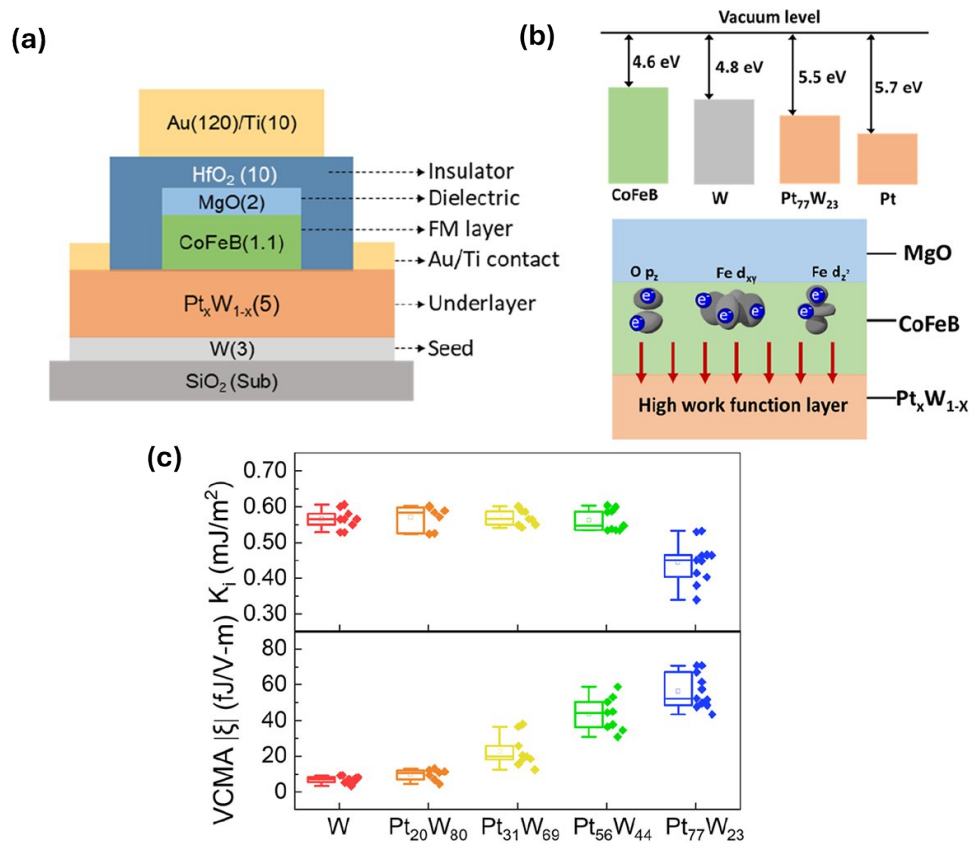 (a)
Au(120)/Ti(10)
HfO₂ (10)
MgO(2)
CoFeB(1.1)
PtₓW₁₋ₓ(5)
W(3)
SiO₂ (Sub)
Insulator
Dielectric
FM layer
Au/Ti contact
Underlayer
Seed
(b)
Vacuum level
4.6 eV
4.8 eV
5.5 eV
5.7 eV
CoFeB
W
Pt₇₇W₂₃
Pt
MgO
O p_z
Fe d_xy
Fe d_z²
e⁻ e⁻ e⁻ e⁻ e⁻ e⁻ e⁻
CoFeB
High work function layer
PtₓW₁₋X
(c)
Kᵢ (mJ/m²)
0.70
0.60
0.50
0.40
0.30
VCMA |ξ| (fJ/V-m)
80
60
40
20
0
W
Pt₂₀W₈₀
Pt₃₁W₆₉
Pt₅₆W₄₄
Pt₇₇W₂₃